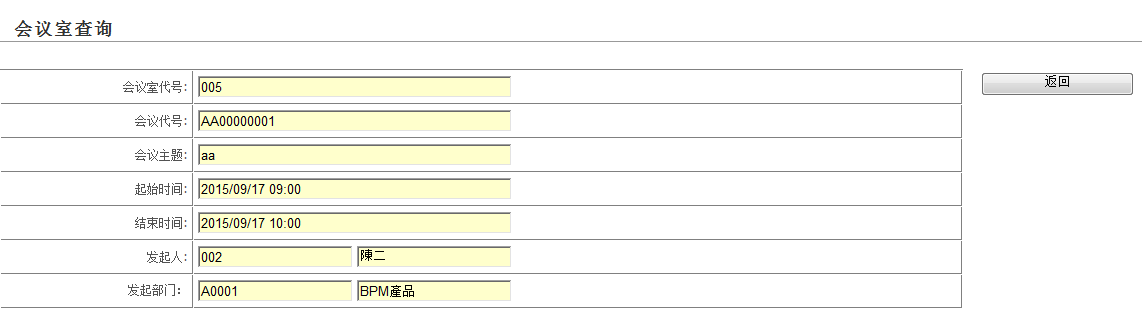 会议室查询
会议室代号: 005 返回
会议代号: AA00000001
会议主题: aa
起始时间: 2015/09/17 09:00
结束时间: 2015/09/17 10:00
发起人: 002 陳二
发起部门: A0001 BPM產品